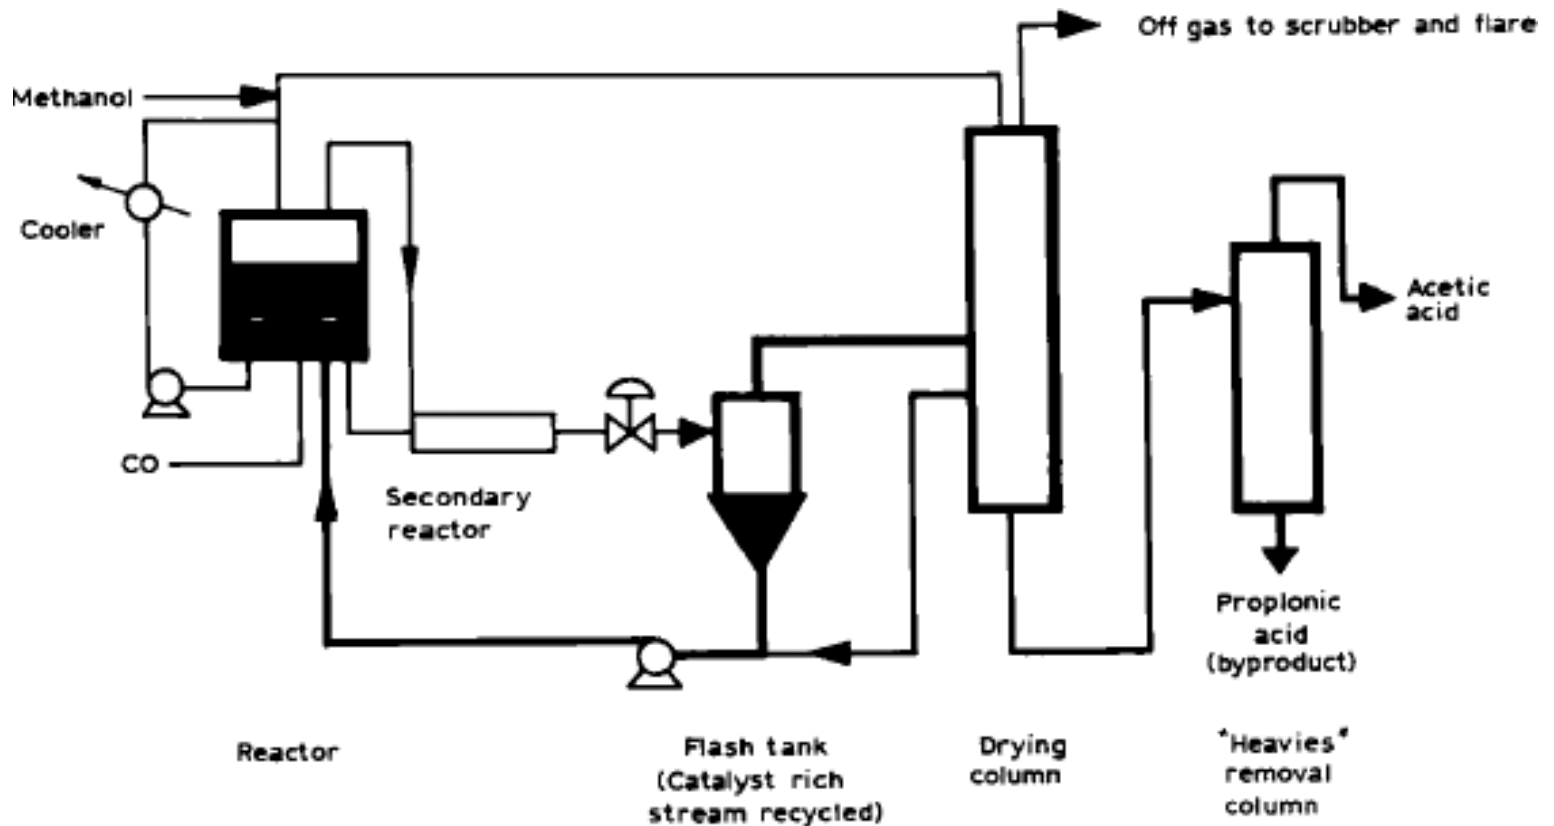 Off gas to scrubber and flare
Methanol
Cooler
Acetic
acid
CO
Secondary
reactor
Proplonic
acid
(byproduct)
Reactor
Flash tank
(Catalyst rich
stream recycled)
Drying
column
"Heavies"
removal
column